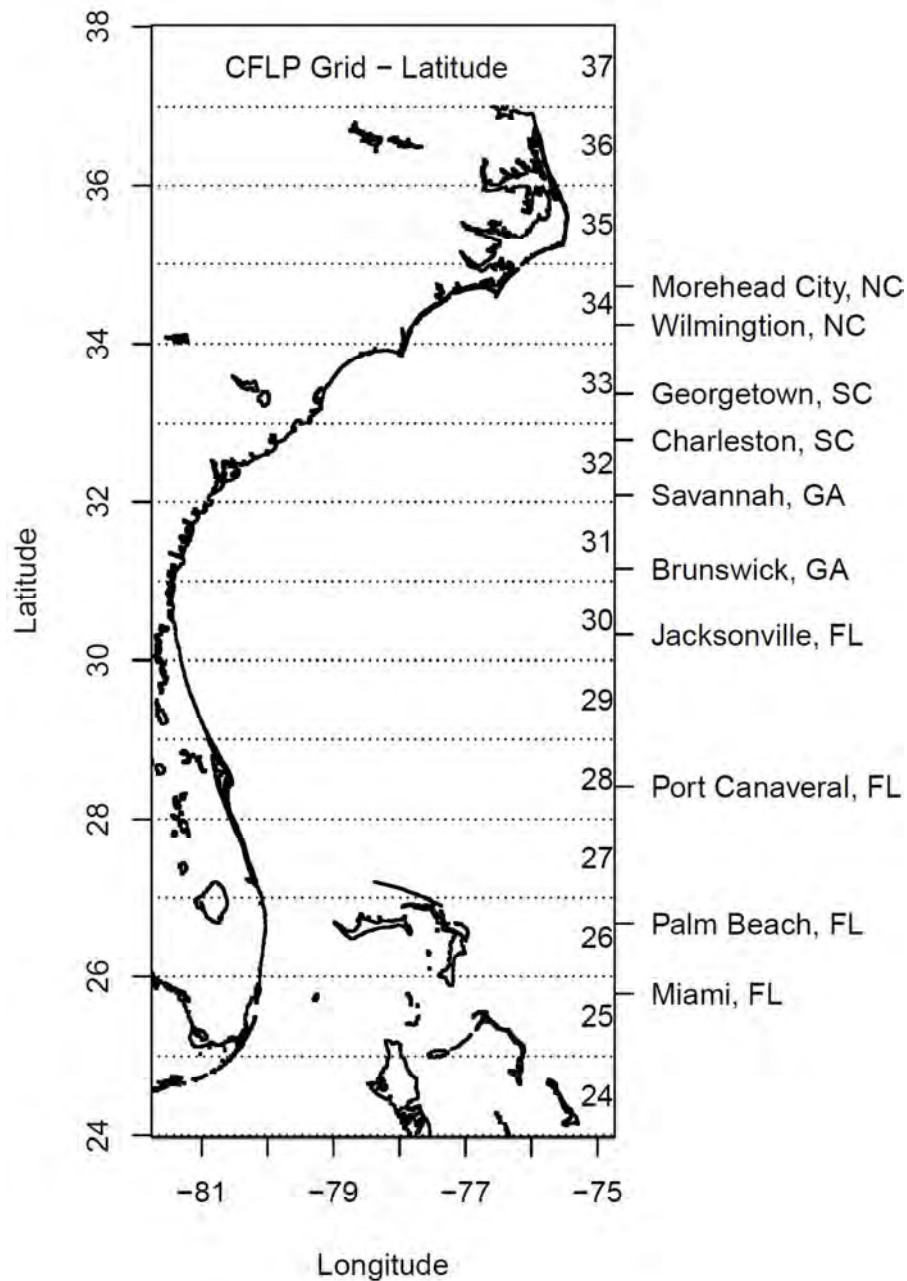 CFLP Grid − Latitude
38
36
34
32
30
28
26
24
Latitude
37
36
35
34
33
32
31
30
29
28
27
26
25
24
Morehead City, NC
Wilmingtion, NC
Georgetown, SC
Charleston, SC
Savannah, GA
Brunswick, GA
Jacksonville, FL
Port Canaveral, FL
Palm Beach, FL
Miami, FL
−81 −79 −77 −75
Longitude